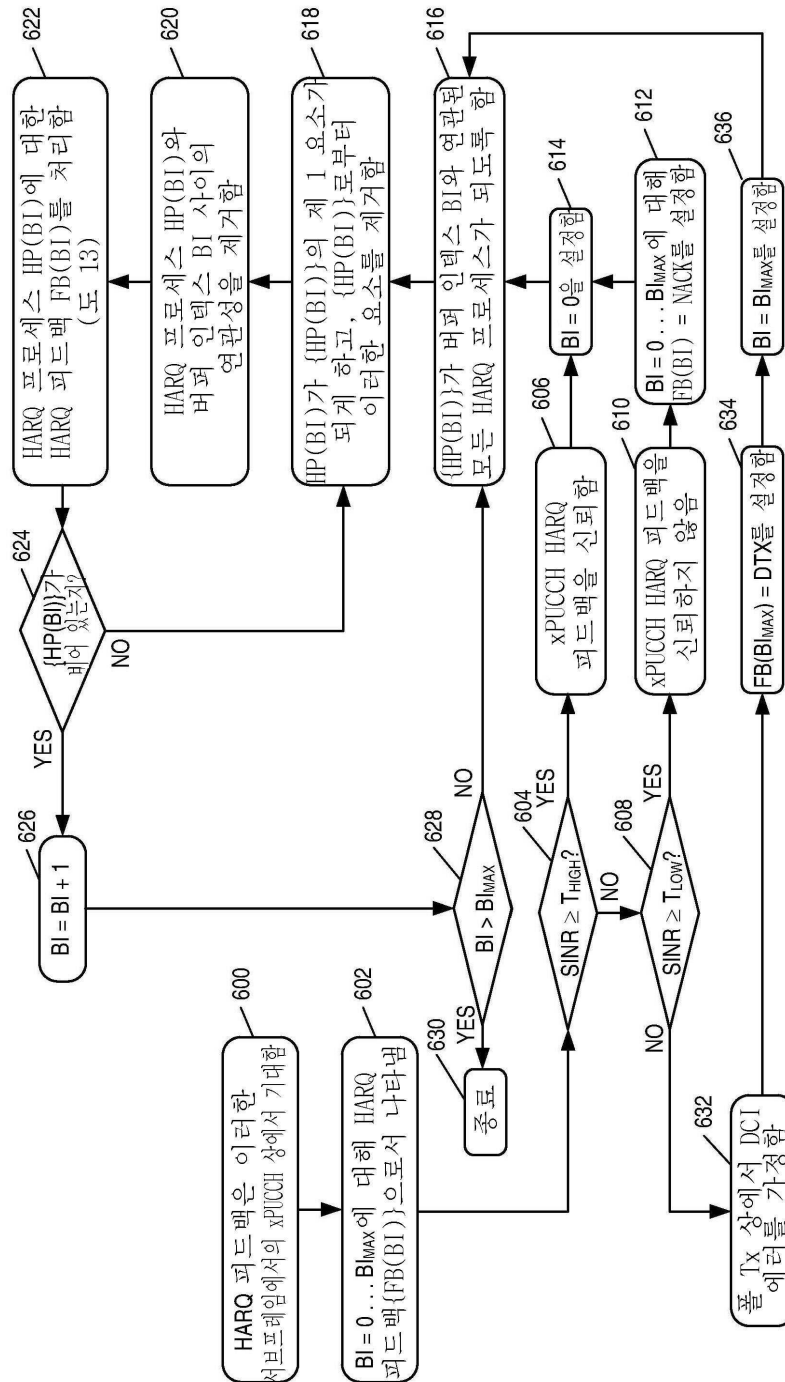 600
HARQ 피드백은 이러한
서브프레임에서의 xPUCCH 상에서 기대함
602
BI = 0 ... BIMAX에 대해 HARQ
피드백{FB(BI)}으로서 나타냄
604
SINR ≥ THIGH?
YES
NO
606
xPUCCH HARQ
피드백을 신뢰함
608
SINR ≥ TLOW?
YES
NO
610
xPUCCH HARQ 피드백을
신뢰하지 않음
612
BI = 0 ... BIMAX에 대해
FB(BI) = NACK를 설정함
614
BI = 0을 설정함
616
{HP(BI)}가 버퍼 인덱스 BI와 연관된
모든 HARQ 프로세스가 되도록 함
618
HP(BI)가 {HP(BI)}의 제 1 요소가
되게 하고, {HP(BI)}로부터
이러한 요소를 제거함
620
HARQ 프로세스 HP(BI)와
버퍼 인덱스 BI 사이의
연관성을 제거함
622
HARQ 프로세스 HP(BI)에 대한
HARQ 피드백 FB(BI)를 처리함
(도 13)
624
{HP(BI)}가
비어 있는지?
YES
NO
626
BI = BI + 1
628
BI > BIMAX
NO
YES
630
종료
632
폴 Tx 상에서 DCI
에러를 가정함
634
FB(BIMAX) = DTX를 설정함
636
BI = BIMAX를 설정함